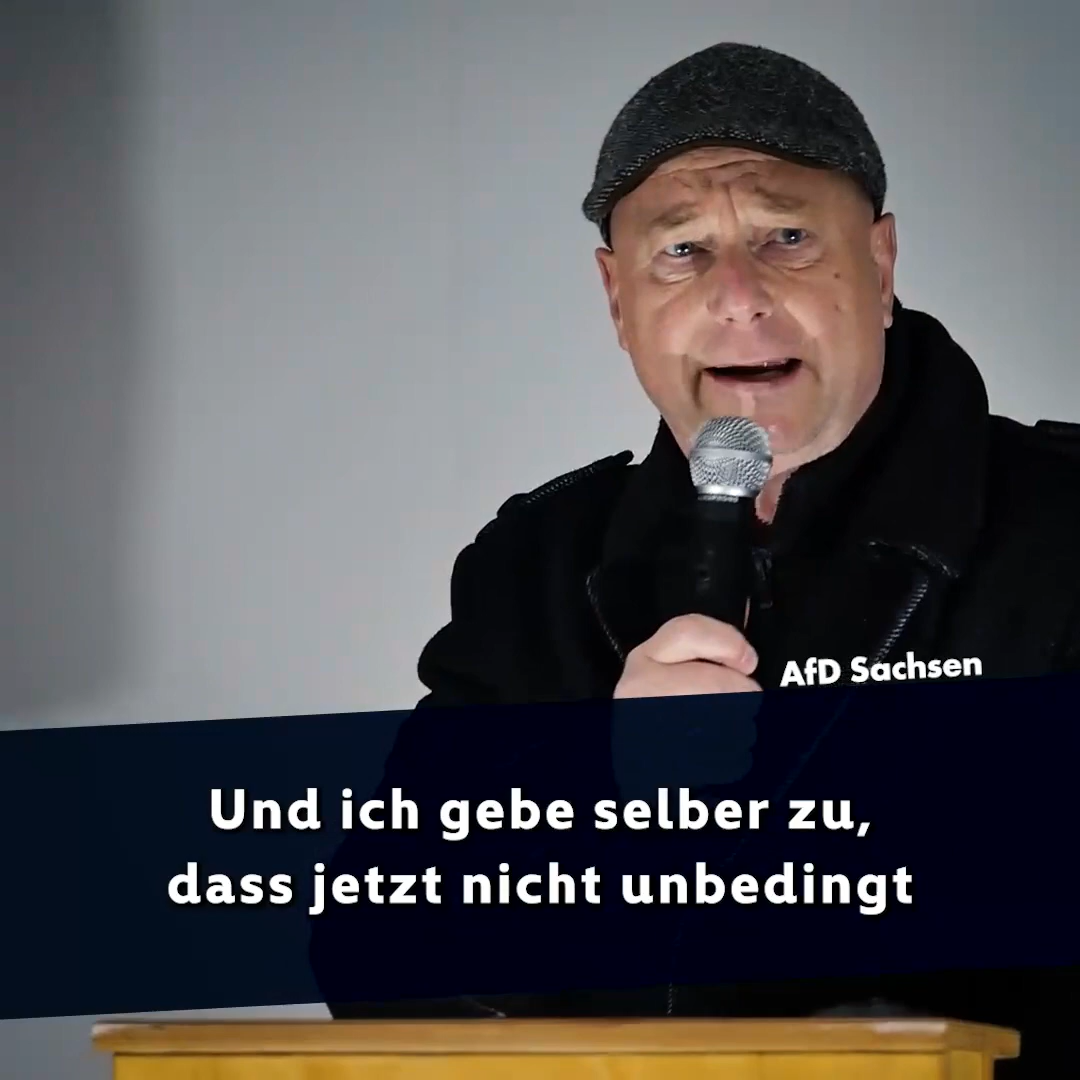 AfD Sachsen
Und ich gebe selber zu,
dass jetzt nicht unbedingt